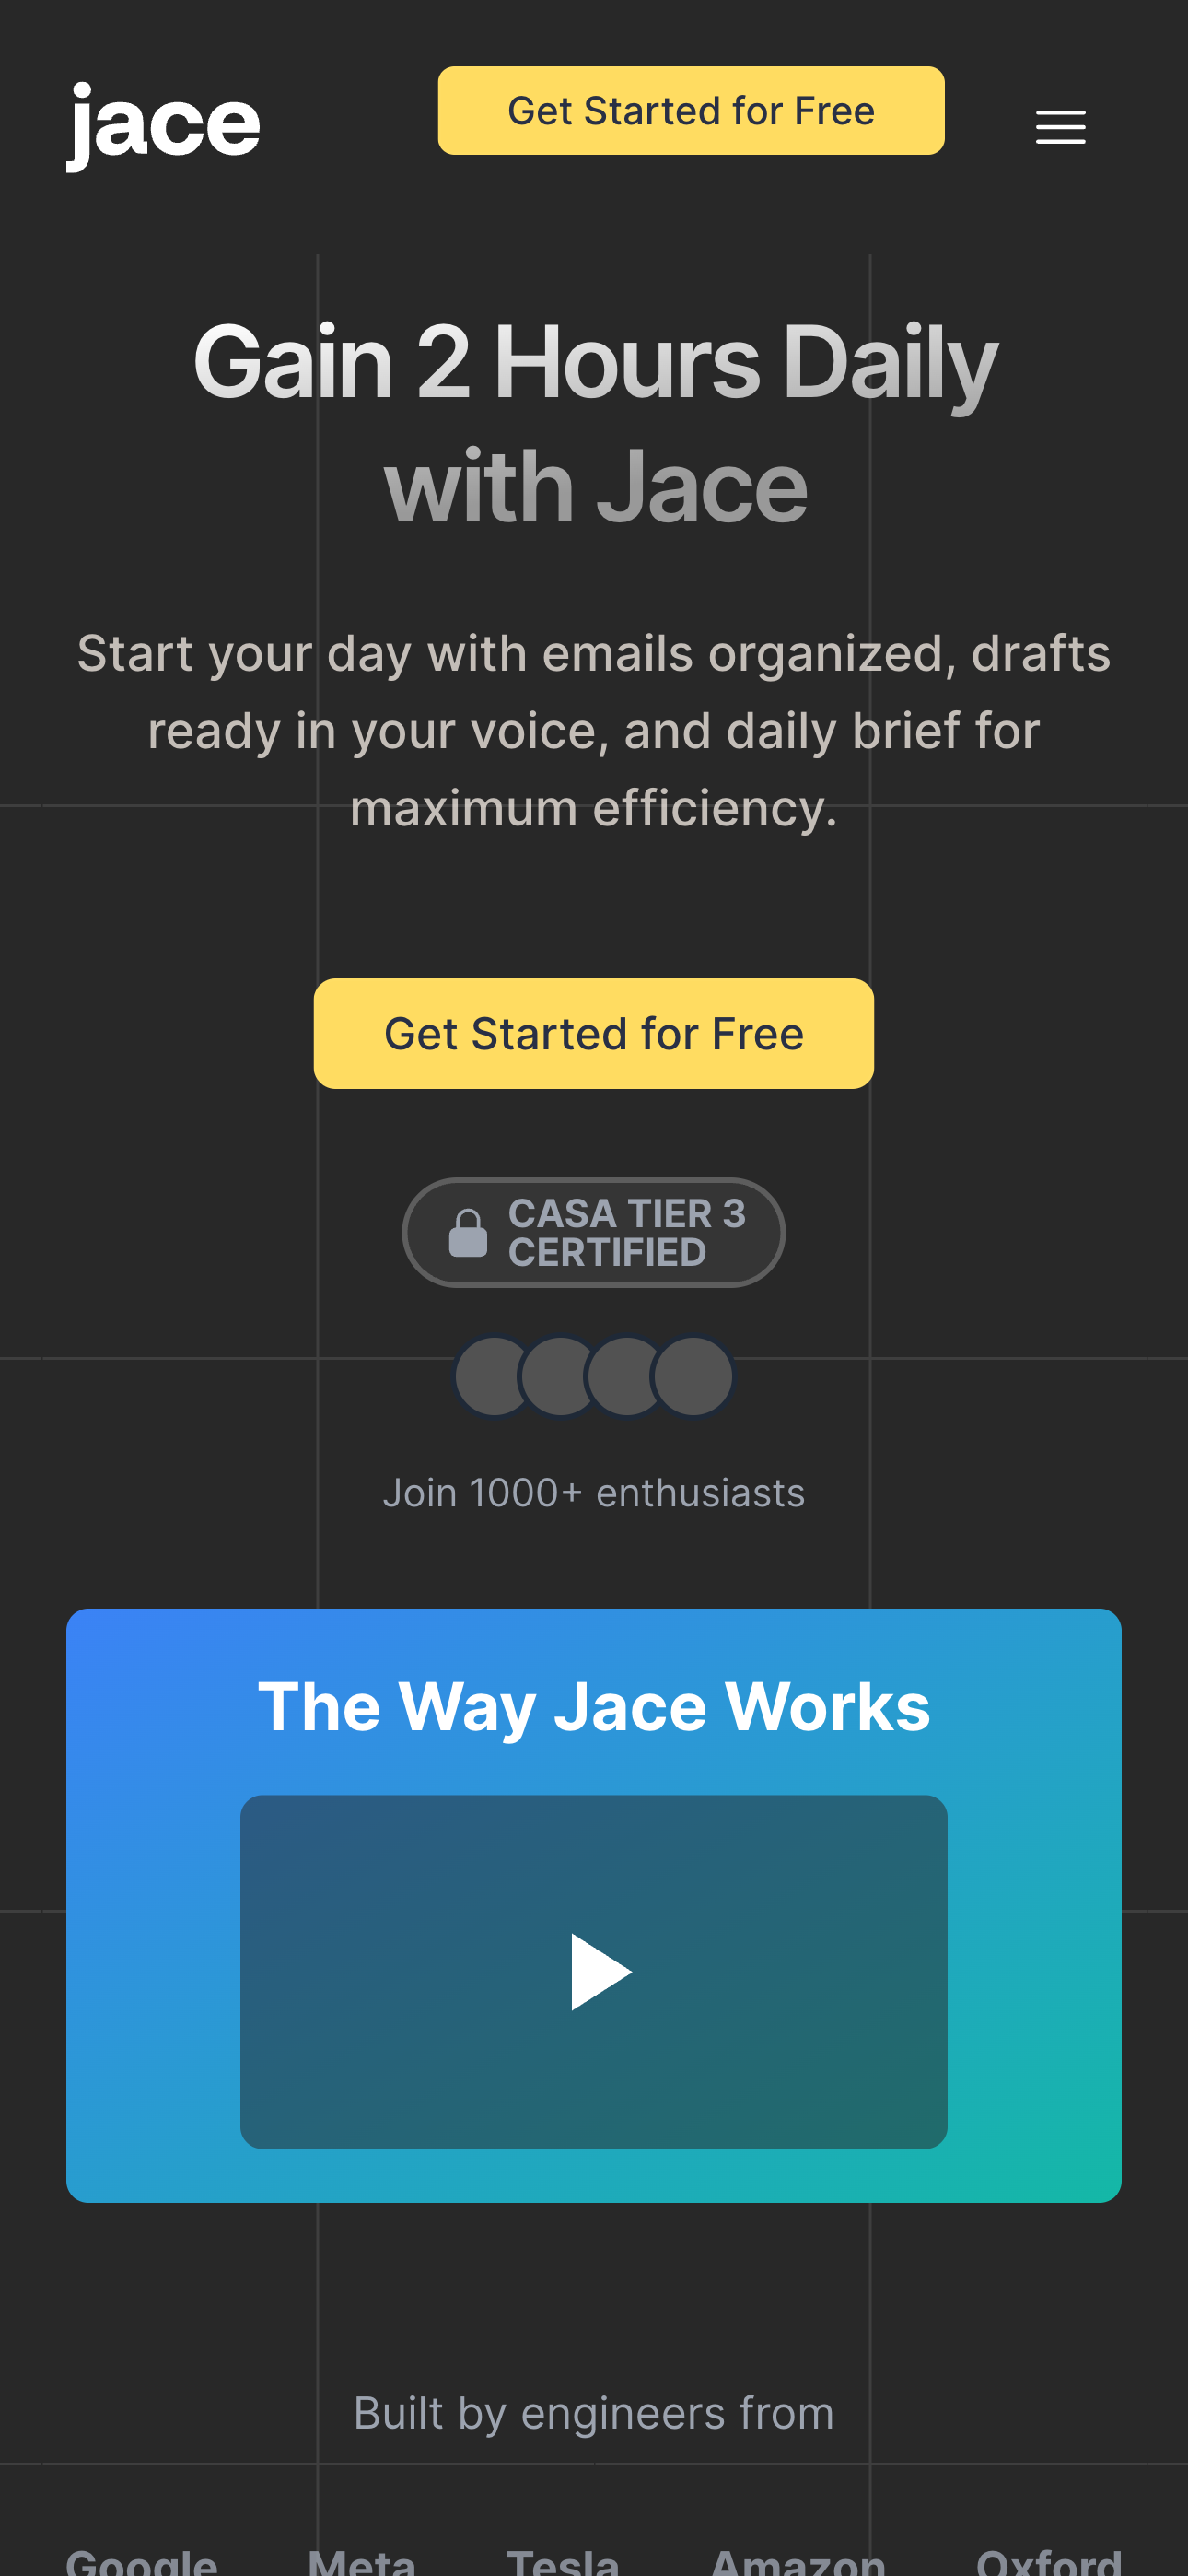 jace
Get Started for Free
Gain 2 Hours Daily
with Jace
Start your day with emails organized, drafts
ready in your voice, and daily brief for
maximum efficiency.
Get Started for Free
CASA TIER 3
CERTIFIED
Join 1000+ enthusiasts
The Way Jace Works
Built by engineers from
Google Meta Tesla Amazon Oxford